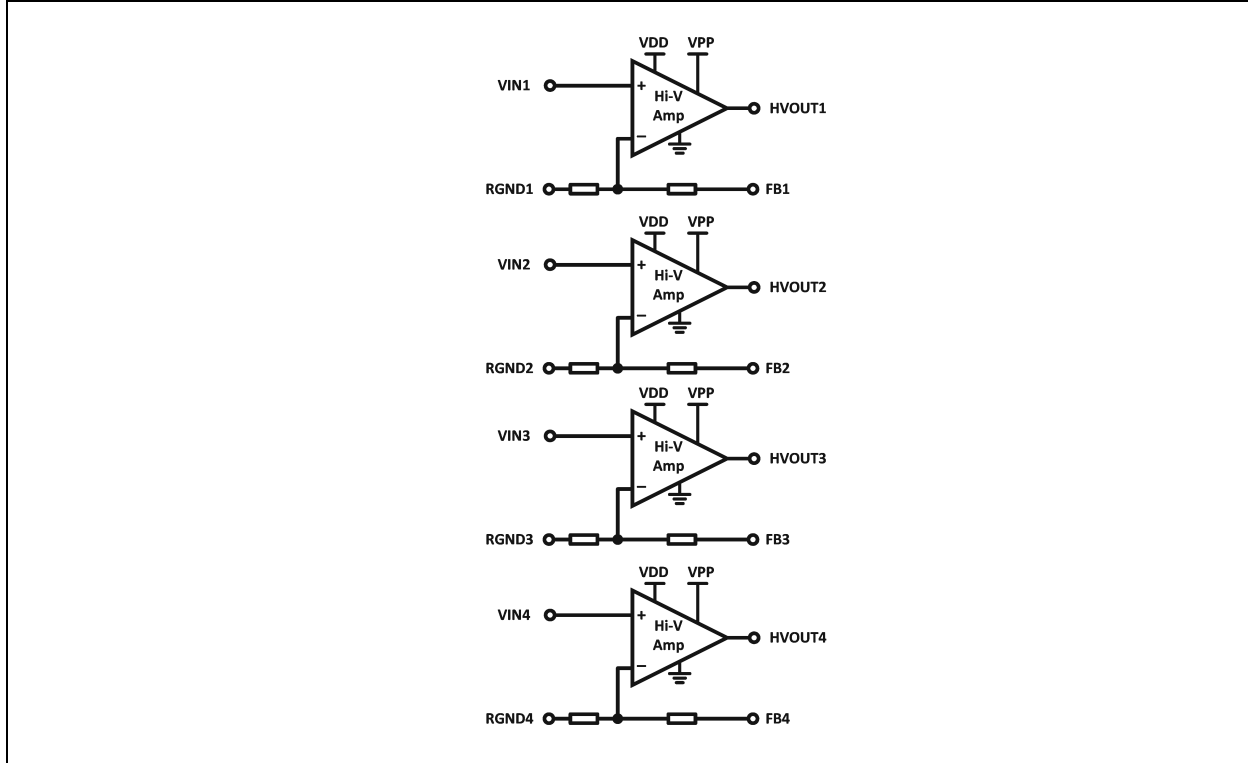 VDD VPP
VIN1 + Hi-V HVOUT1
Amp
−
RGND1 FB1
VDD VPP
VIN2 + Hi-V HVOUT2
Amp
−
RGND2 FB2
VDD VPP
VIN3 + Hi-V HVOUT3
Amp
−
RGND3 FB3
VDD VPP
VIN4 + Hi-V HVOUT4
Amp
−
RGND4 FB4